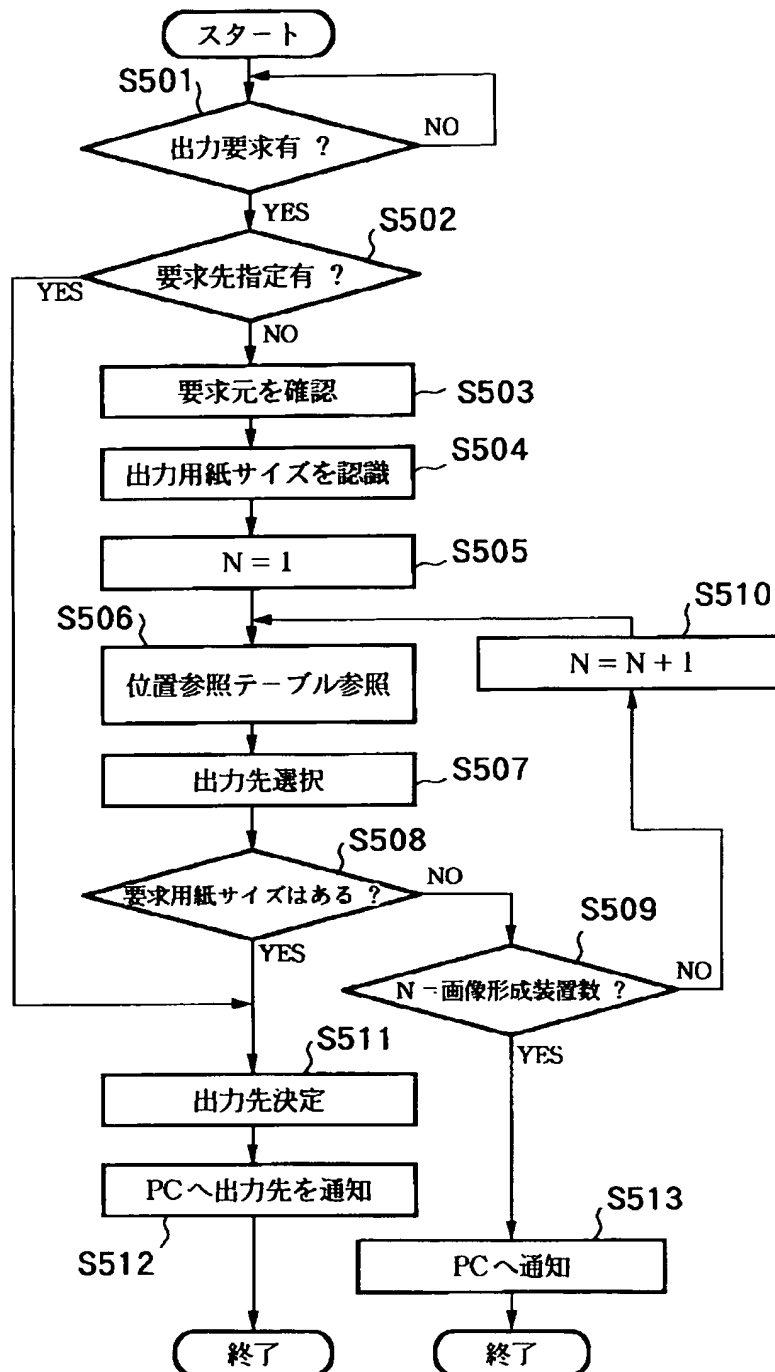 スタート
S501
出力要求有 ?
NO
YES
S502
要求先指定有 ?
YES
NO
要求元を確認
S503
出力用紙サイズを認識
S504
N = 1
S505
S506
位置参照テーブル参照
S510
N = N + 1
出力先選択
S507
S508
要求用紙サイズはある ?
NO
YES
S509
N = 画像形成装置数 ?
NO
YES
S511
出力先決定
PCへ出力先を通知
S512
S513
PCへ通知
終了
終了